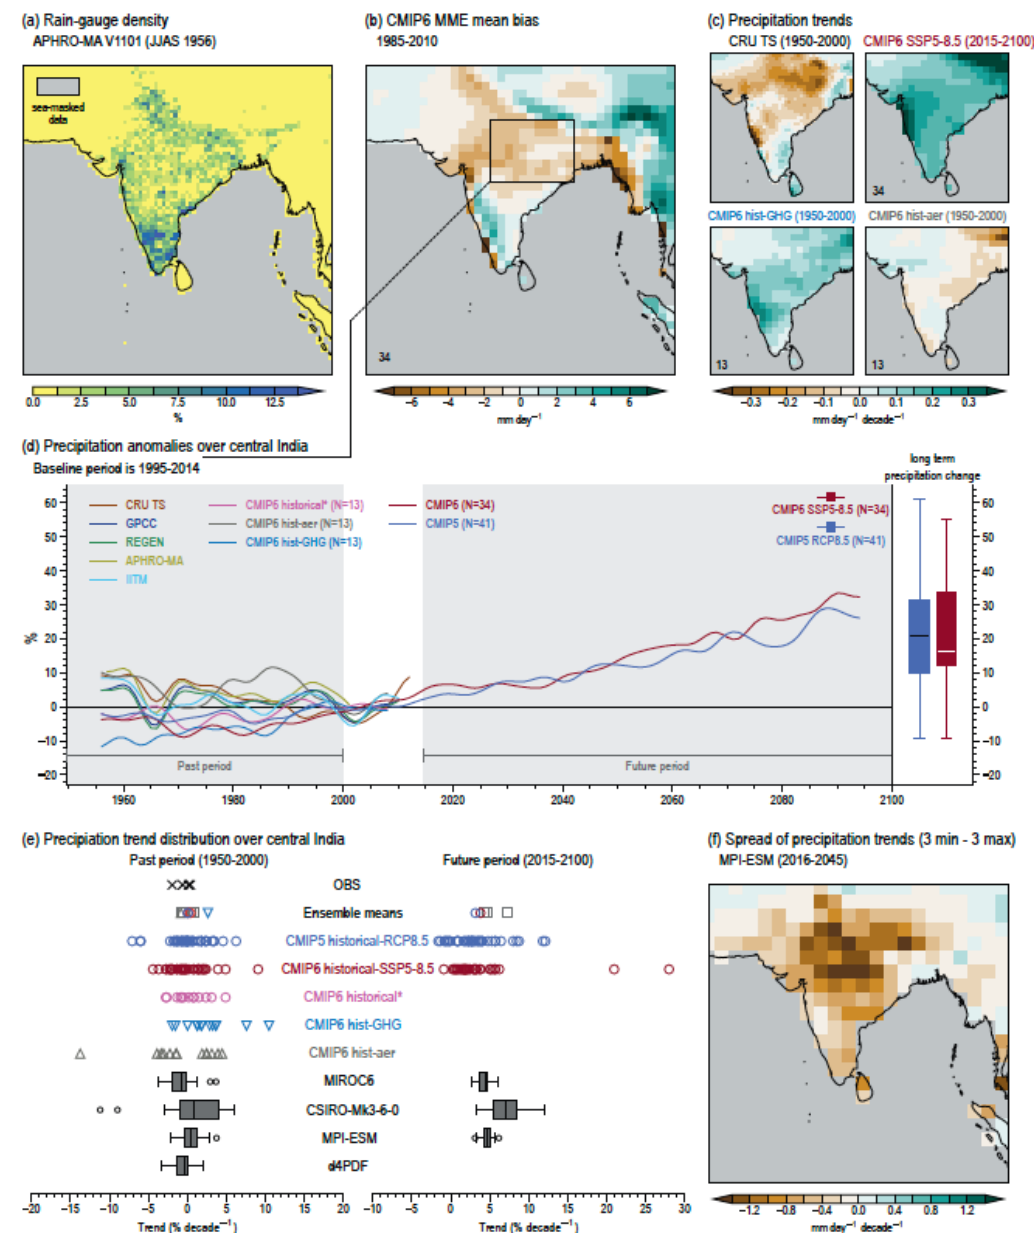 (a) Rain-gauge density
APHRO-MA V1101 (JJAS 1956)
sea-masked
data
0.0 2.5 5.0 7.5 10.0 12.5
%
(b) CMIP6 MME mean bias
1985-2010
34
−6 −4 −2 0 2 4 6
mm day−1
(c) Precipitation trends
CRU TS (1950-2000) CMIP6 SSP5-8.5 (2015-2100)
34
CMIP6 hist-GHG (1950-2000) CMIP6 hist-aer (1950-2000)
13 13
−0.3 −0.2 −0.1 0.0 0.1 0.2 0.3
mm day−1 decade−1
(d) Precipitation anomalies over central India
Baseline period is 1995-2014
long term
precipitation change
CRU TS CMIP6 historical* (N=13) CMIP6 (N=34)
GPCC CMIP6 hist-aer (N=13) CMIP5 (N=41)
REGEN CMIP6 hist-GHG (N=13)
APHRO-MA
IITM
CMIP6 SSP5-8.5 (N=34)
CMIP5 RCP8.5 (N=41)
%
60 60
50 50
40 40
30 30
20 20
10 10
0 0
−10 −10
−20 −20
Past period Future period
1960 1980 2000 2020 2040 2060 2080 2100
(e) Precipiation trend distribution over central India
Past period (1950-2000) Future period (2015-2100)
OBS
Ensemble means
CMIP5 historical-RCP8.5
CMIP6 historical-SSP5-8.5
CMIP6 historical*
CMIP6 hist-GHG
CMIP6 hist-aer
MIROC6
CSIRO-Mk3-6-0
MPI-ESM
d4PDF
−20 −15 −10 −5 0 5 10 15 20 −10 −5 0 5 10 15 20 25 30
Trend (% decade−1) Trend (% decade−1)
(f) Spread of precipitation trends (3 min - 3 max)
MPI-ESM (2016-2045)
−1.2 −0.8 −0.4 0.0 0.4 0.8 1.2
mm day−1 decade−1